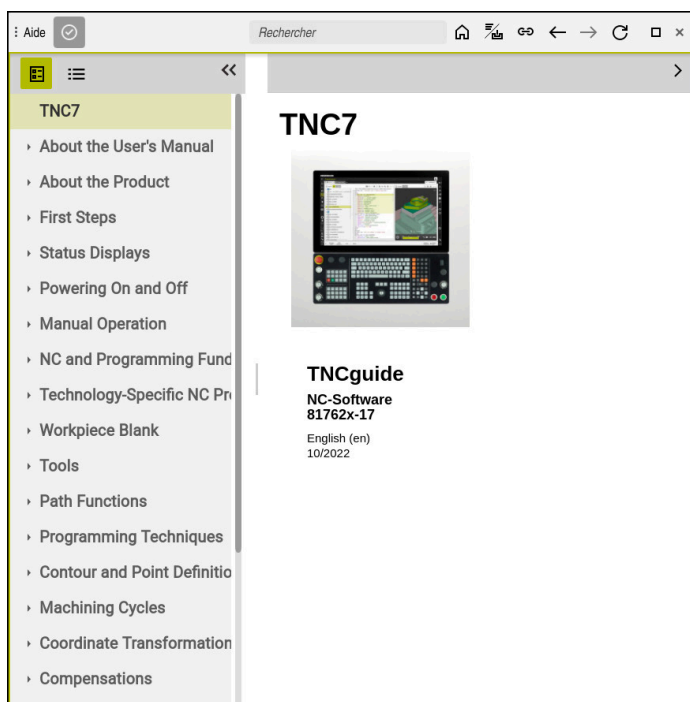 Aide
Rechercher
TNC7
About the User's Manual
About the Product
First Steps
Status Displays
Powering On and Off
Manual Operation
NC and Programming Fund
Technology-Specific NC Pr
Workpiece Blank
Tools
Path Functions
Programming Techniques
Contour and Point Definitio
Machining Cycles
Coordinate Transformation
Compensations
TNC7
TNCguide
NC-Software
81762x-17
English (en)
10/2022